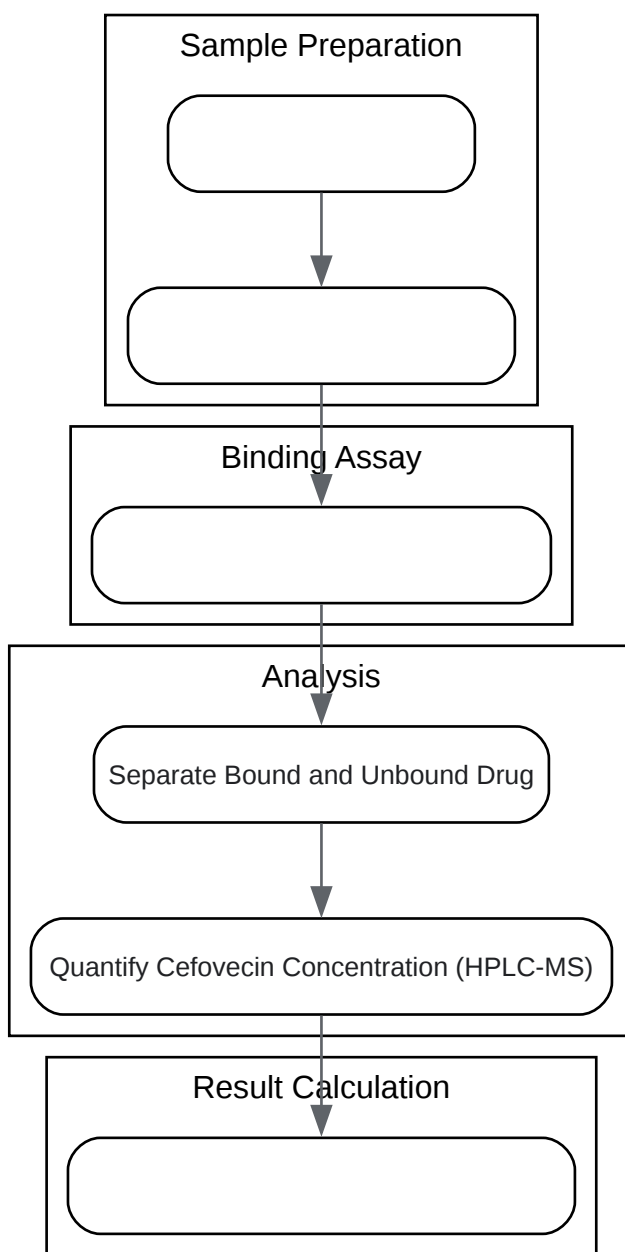 Sample Preparation
Binding Assay
Analysis
Separate Bound and Unbound Drug
Quantify Cefovecin Concentration (HPLC-MS)
Result Calculation